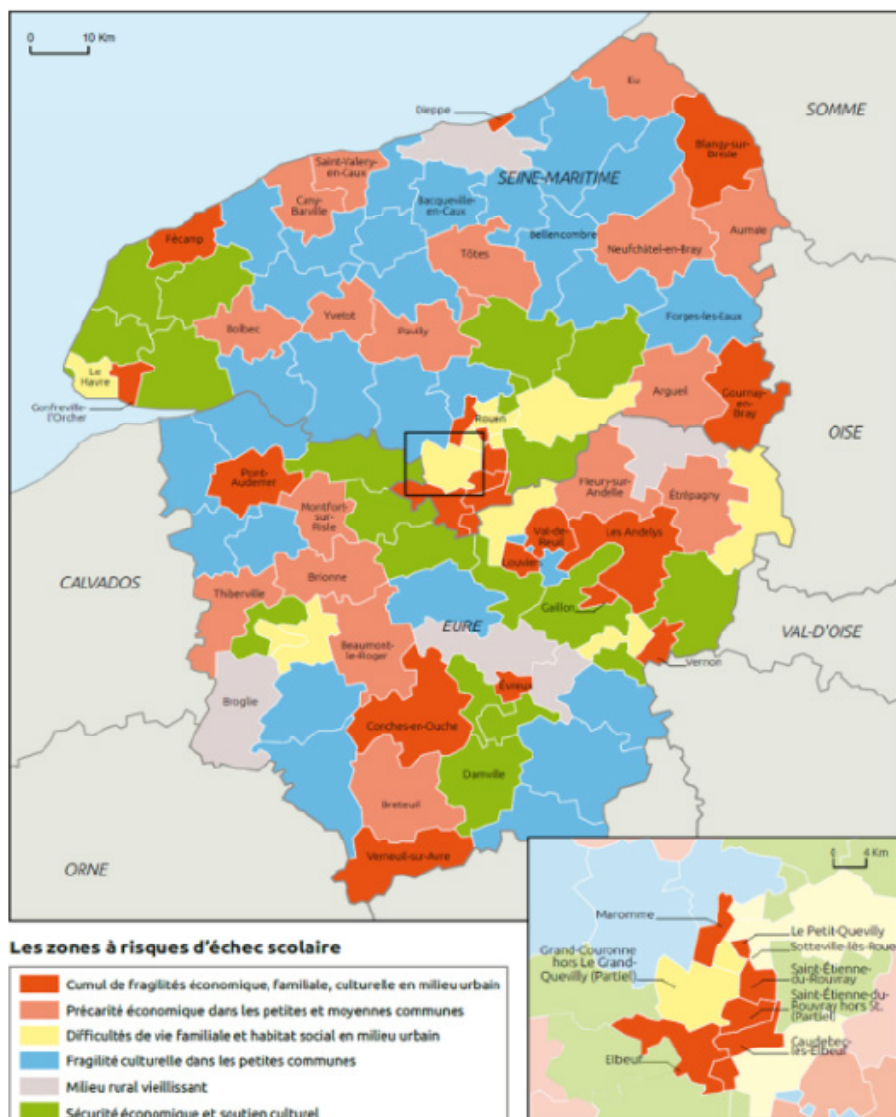 0 10 Km
Eu
SOMME
Dieppe
Blangy-sur-
Bresle
Saint-Valery-
en-Caux
SEINE-MARITIME
Cany-
Barville
Bacqueville-
en-Caux
Aumale
Fécamp
Bellencombre
Neufchâtel-en-Bray
Tôtes
Yvetot
Forges-les-Eaux
Bolbec
Pavilly
Le
Havre
Argueil
Gournay-
en-
Bray
Gonfreville-
l'Orcher
Rouen
OISE
Pont-
Audemer
Fleury-sur-
Andelle
Étrépagny
Montfort-
sur-
Risle
Val-de-
Reuil
Les Andelys
Louviers
CALVADOS
Brionne
Thiberville
Gaillon
EURE
VAL-D'OISE
Beaumont-
le-Roger
Vernon
Évreux
Broglie
Conches-en-Ouche
Damville
Breteuil
Verneuil-sur-Avre
ORNE
4 Km
Maromme
Le Petit-Quevilly
Sotteville-lès-Roue
Grand-Couronne
hors Le Grand-
Quevilly (Partiel)
Saint-Étienne-
du-Rouvray
Saint-Étienne-du-
Rouvray hors St.
(Partiel)
Caudebec-
lès-Elbeuf
Elbeuf
Les zones à risques d'échec scolaire
Cumul de fragilités économique, familiale, culturelle en milieu urbain
Précarité économique dans les petites et moyennes communes
Difficultés de vie familiale et habitat social en milieu urbain
Fragilité culturelle dans les petites communes
Milieu rural vieillissant
Sécurité économique et soutien culturel